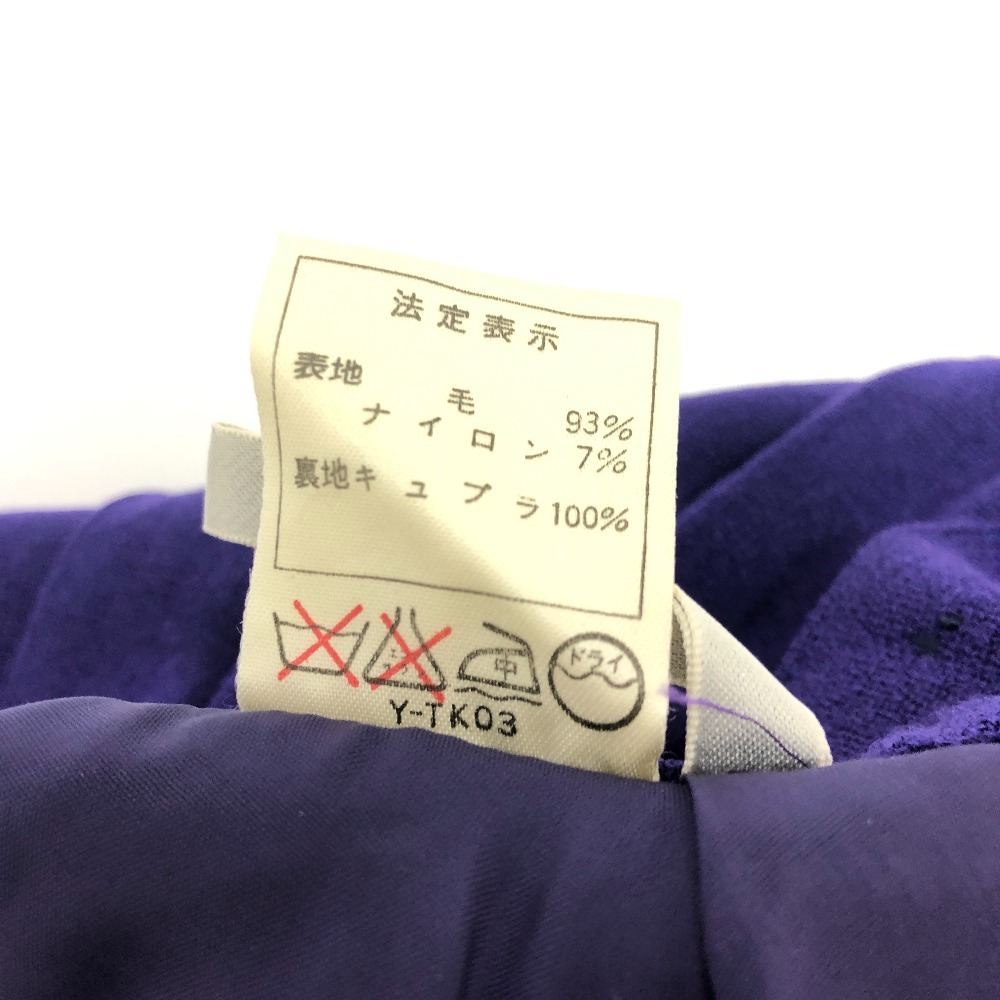 法定表示
表地 毛 93%
ナイロン 7%
裏地 キュプラ 100%
中 ドライ
Y-TK03